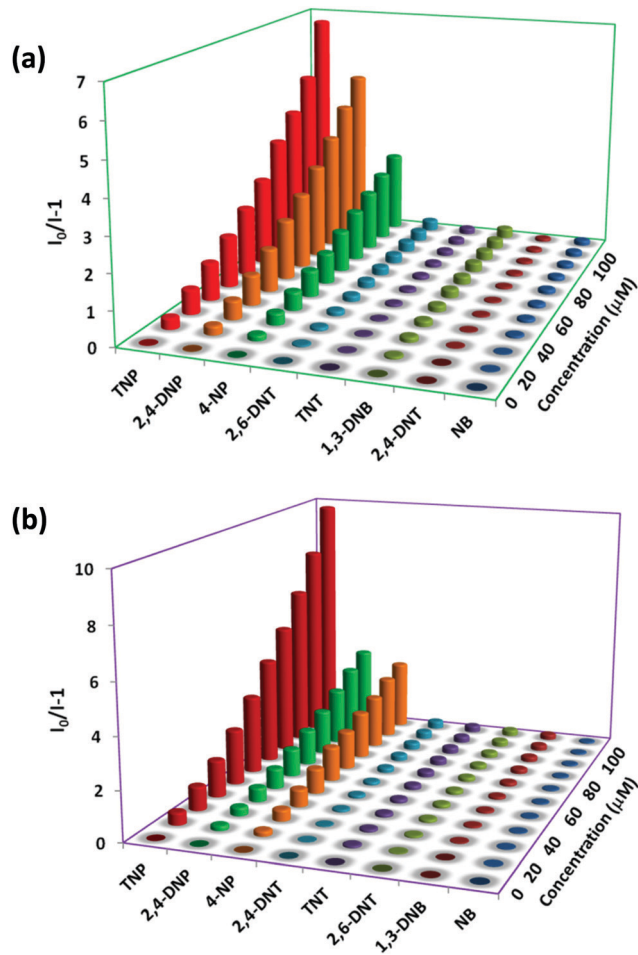 (a)
7
6
5
4
3
2
1
0
I0/I-1
TNP
2,4-DNP
4-NP
2,6-DNT
TNT
1,3-DNB
2,4-DNT
NB
0
20
40
60
80
100
Concentration (μM)
(b)
10
8
6
4
2
0
I0/I-1
TNP
2,4-DNP
4-NP
2,4-DNT
TNT
2,6-DNT
1,3-DNB
NB
0
20
40
60
80
100
Concentration (μM)